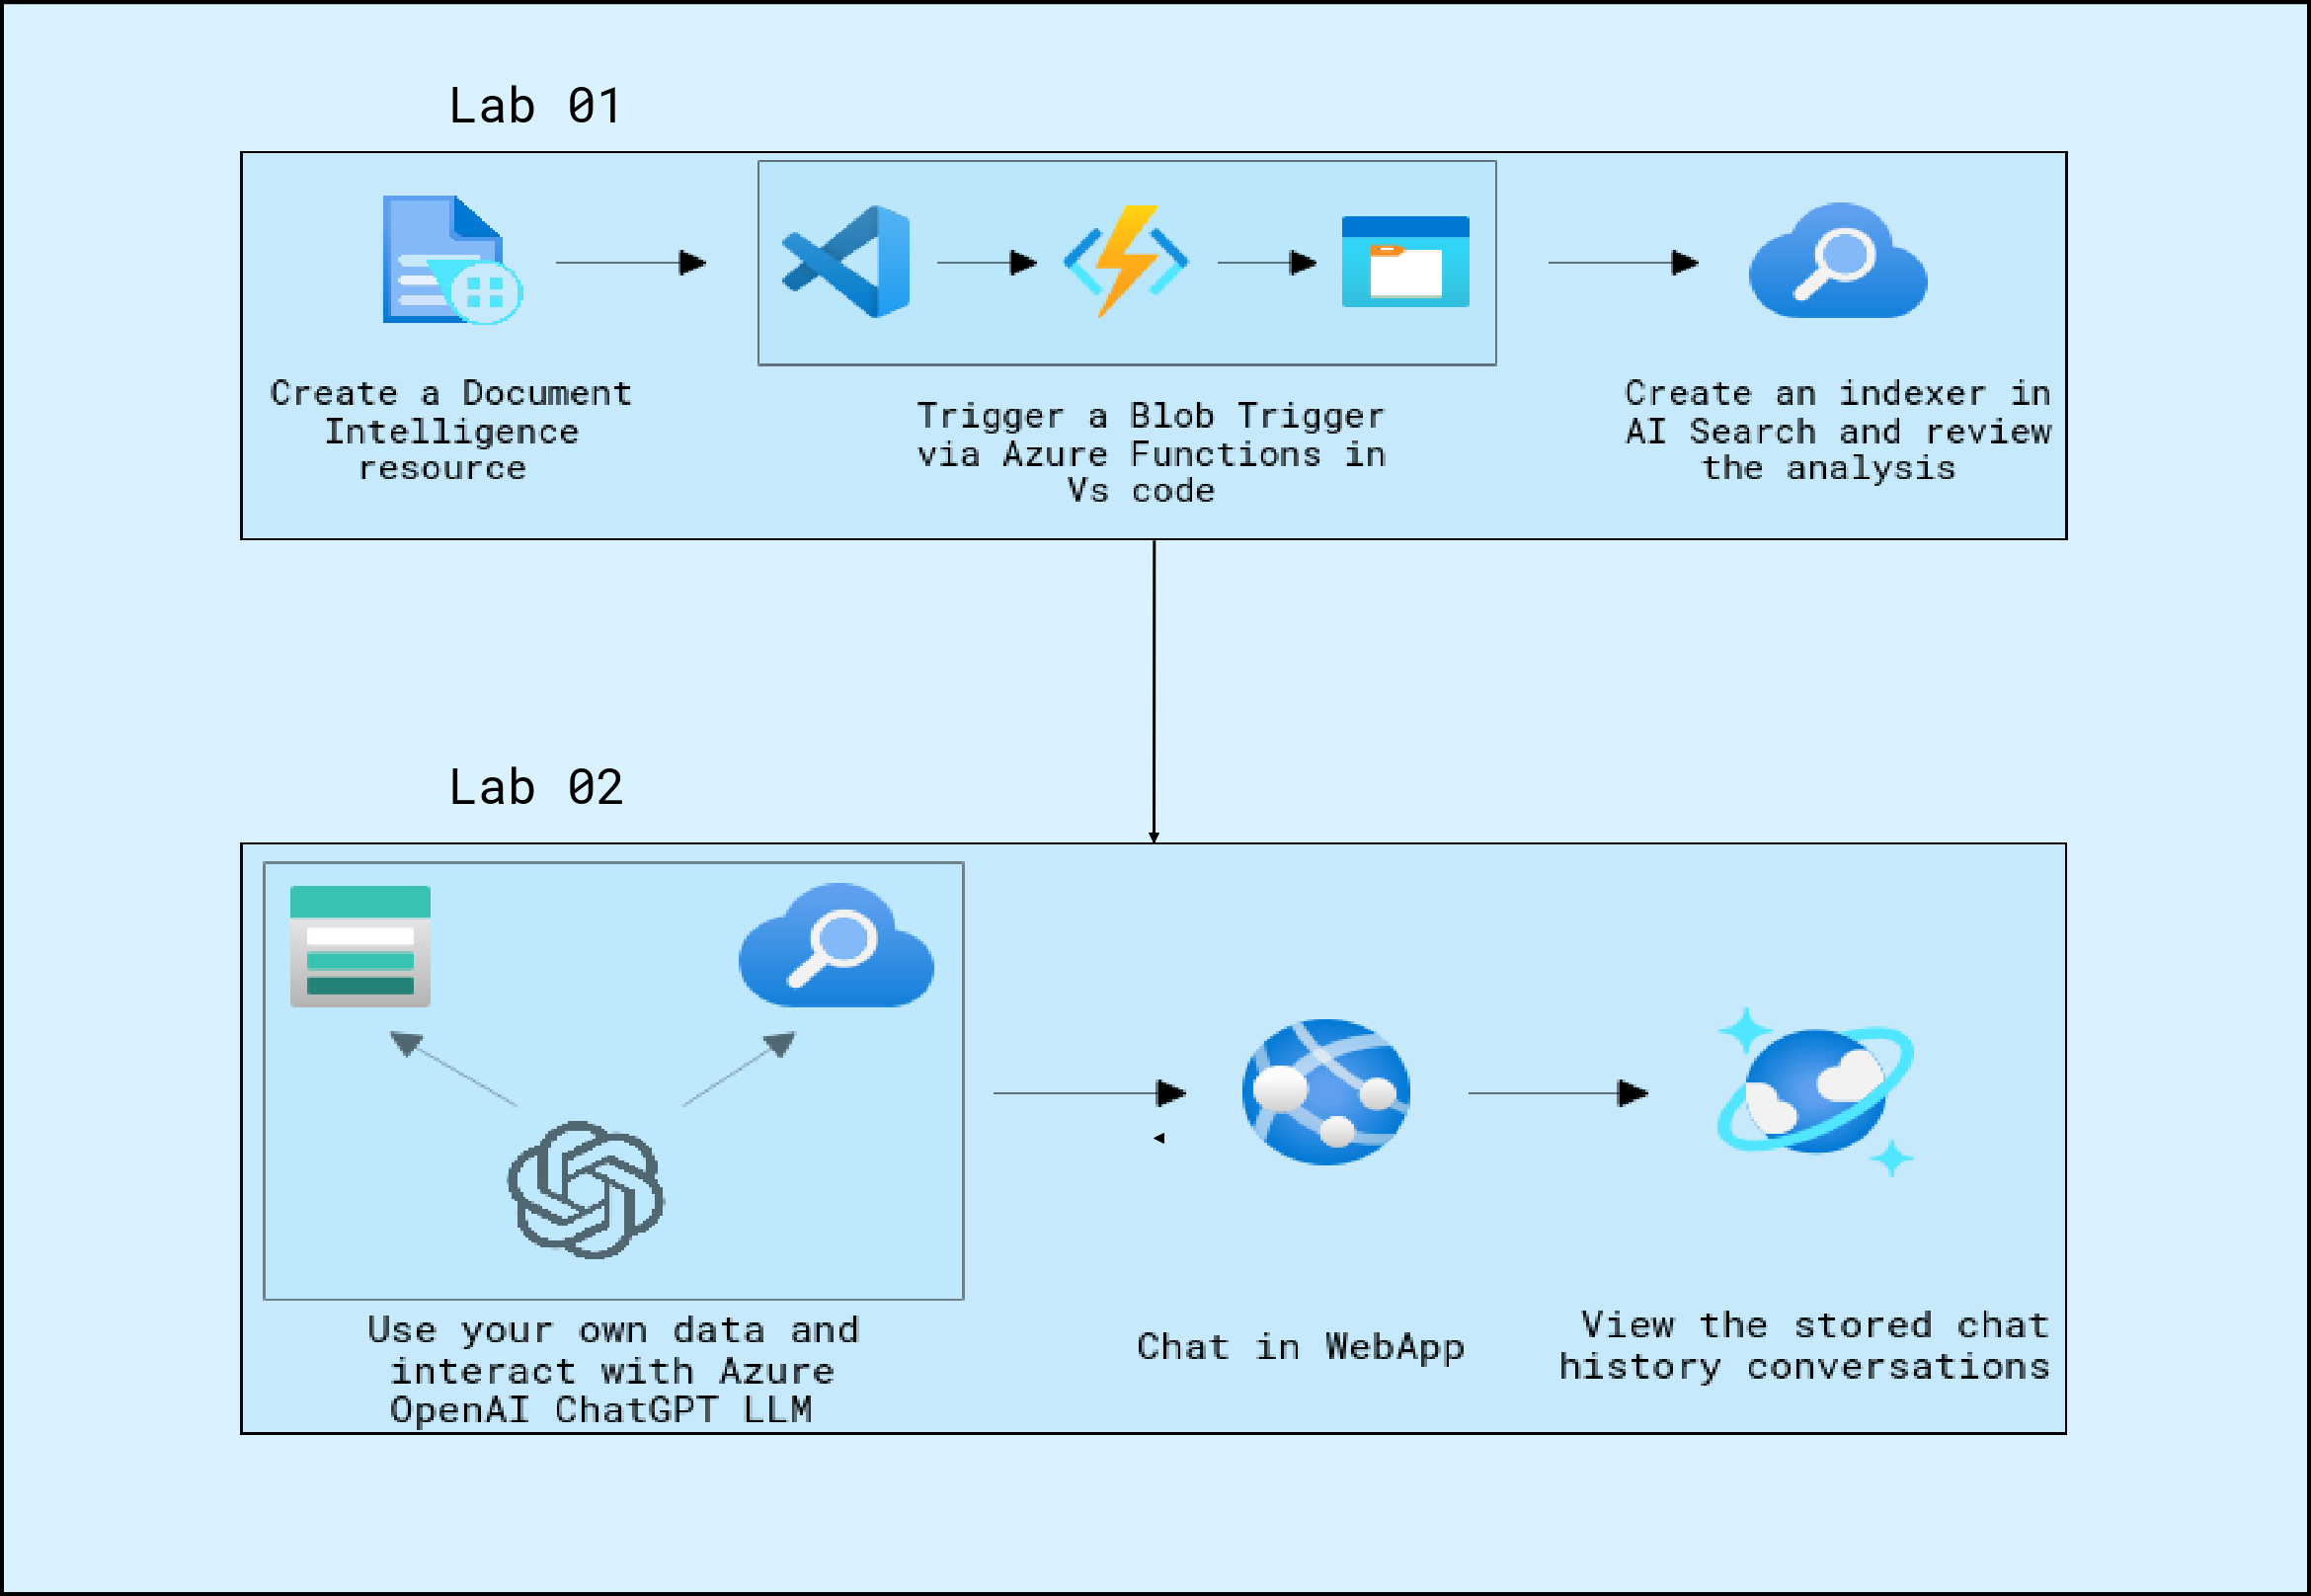 Lab 01
Create a Document
Intelligence
resource
Trigger a Blob Trigger
via Azure Functions in
Vs code
Create an indexer in
AI Search and review
the analysis
Lab 02
Use your own data and
interact with Azure
OpenAI ChatGPT LLM
Chat in WebApp
View the stored chat
history conversations